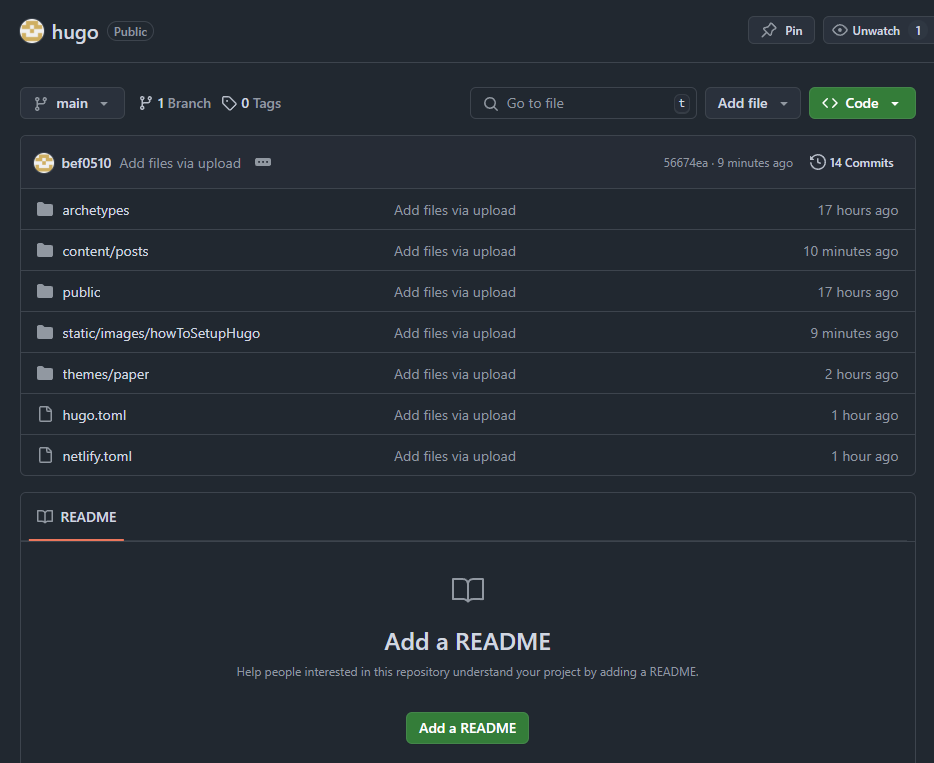 hugo Public Pin Unwatch 1
main 1 Branch 0 Tags Go to file t Add file Code
bef0510 Add files via upload 56674ea · 9 minutes ago 14 Commits
archetypes Add files via upload 17 hours ago
content/posts Add files via upload 10 minutes ago
public Add files via upload 17 hours ago
static/images/howToSetupHugo Add files via upload 9 minutes ago
themes/paper Add files via upload 2 hours ago
hugo.toml Add files via upload 1 hour ago
netlify.toml Add files via upload 1 hour ago
README
Add a README
Help people interested in this repository understand your project by adding a README.
Add a README